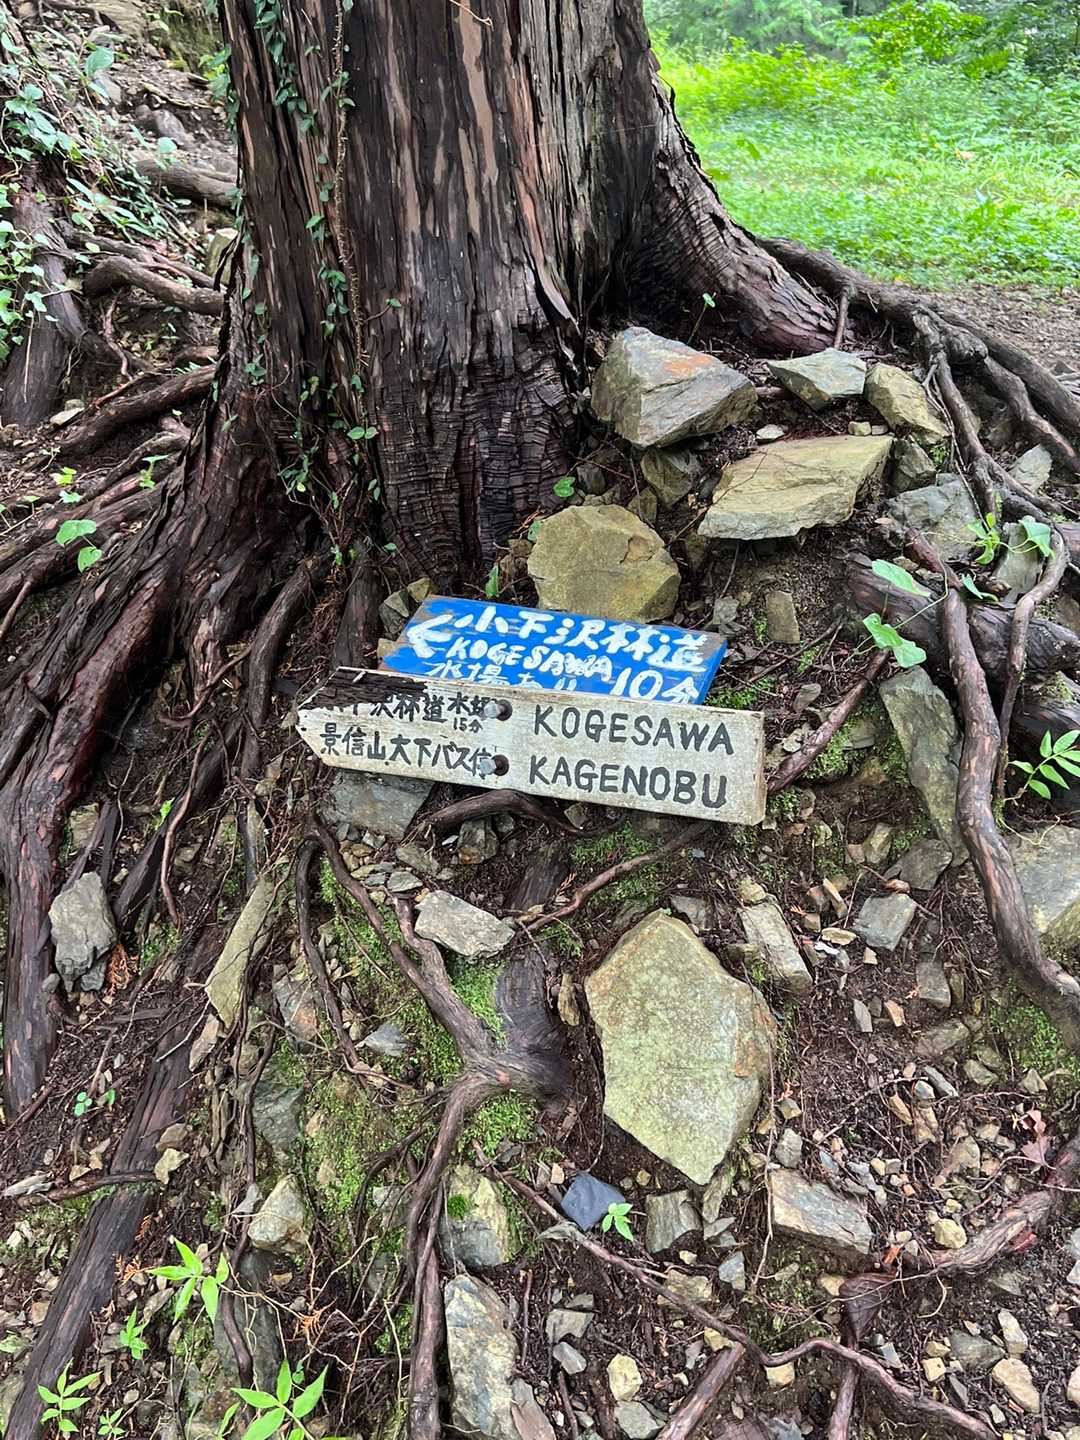 小下沢林道
KOGESAWA
水場あり 10分
下沢林道 水場
15分
KOGESAWA
景信山大下バス停
KAGENOBU